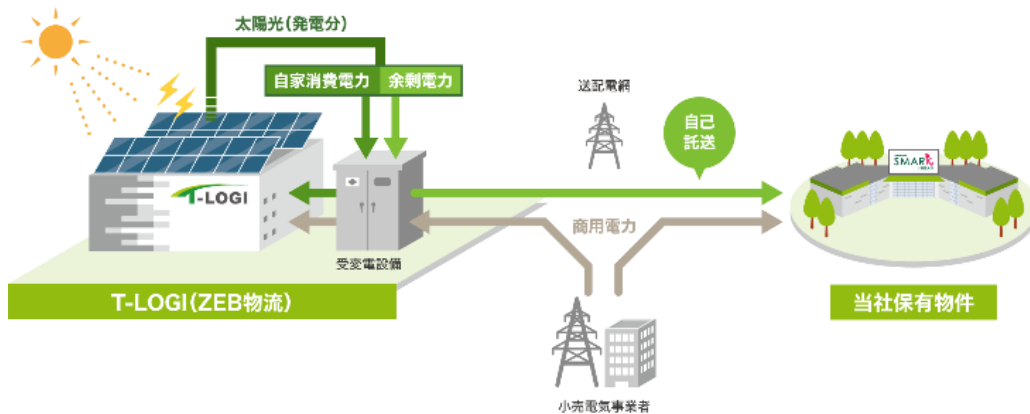 太陽光(発電分)
自家消費電力
余剰電力
送配電網
自己
託送
T-LOGI
SMARK
商用電力
受変電設備
T-LOGI(ZEB物流)
当社保有物件
小売電気事業者